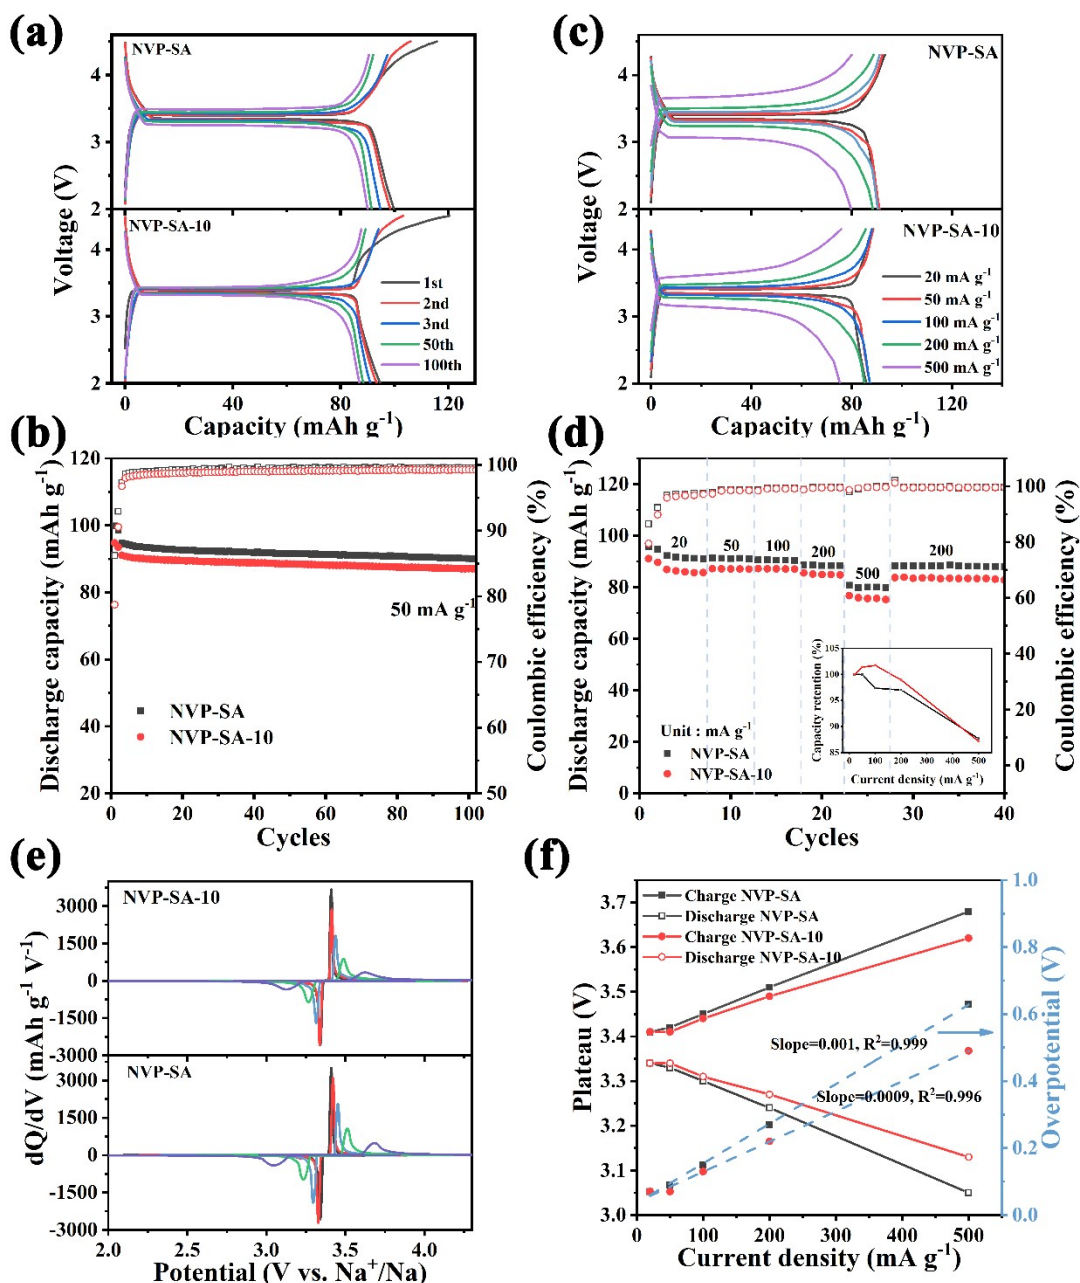 (a)
NVP-SA
4
3
2
Voltage (V)
NVP-SA-10
4
3
2
1st
2nd
3nd
50th
100th
0 40 80 120
Capacity (mAh g-1)
(c)
NVP-SA
4
3
2
Voltage (V)
NVP-SA-10
4
3
2
20 mA g-1
50 mA g-1
100 mA g-1
200 mA g-1
500 mA g-1
0 40 80 120
Capacity (mAh g-1)
(b)
Discharge capacity (mAh g-1)
120
100
80
60
40
20
50 mA g-1
NVP-SA
NVP-SA-10
100
90
80
70
60
50
Coulombic efficiency (%)
0 20 40 60 80 100
Cycles
(d)
Discharge capacity (mAh g-1)
120
100
80
60
40
20
0
20 50 100 200 500 200
Unit : mA g-1
NVP-SA
NVP-SA-10
Capacity retention (%)
105
100
95
90
85
0 100 200 300 400 500
Current density (mA g-1)
100
80
60
40
20
0
Coulombic efficiency (%)
0 10 20 30 40
Cycles
(e)
dQ/dV (mAh g-1 V-1)
NVP-SA-10
3000
1500
0
-1500
-3000
NVP-SA
3000
1500
0
-1500
-3000
2.0 2.5 3.0 3.5 4.0
Potential (V vs. Na+/Na)
(f)
Plateau (V)
3.7
3.6
3.5
3.4
3.3
3.2
3.1
3.0
Charge NVP-SA
Discharge NVP-SA
Charge NVP-SA-10
Discharge NVP-SA-10
Slope=0.001, R2=0.999
Slope=0.0009, R2=0.996
1.0
0.8
0.6
0.4
0.2
0.0
Overpotential (V)
0 100 200 300 400 500
Current density (mA g-1)